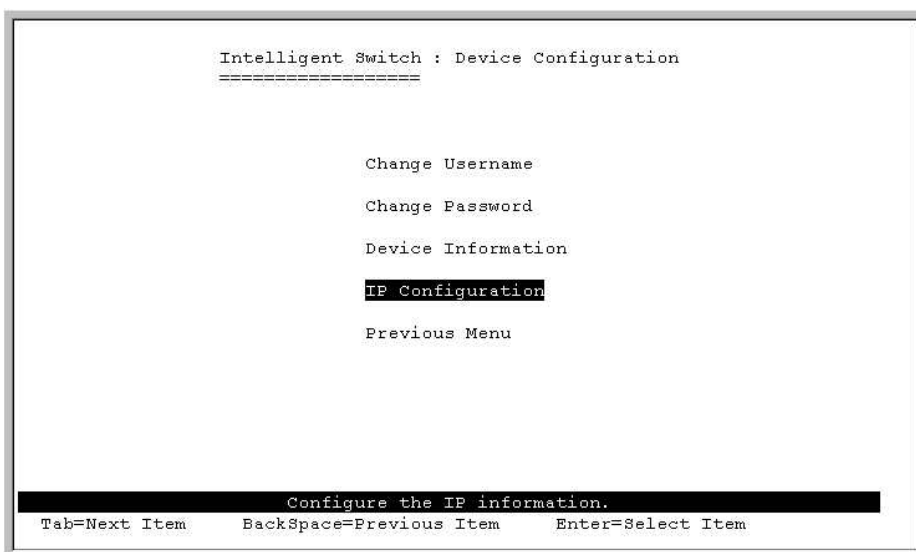 Intelligent Switch : Device Configuration
==================
Change Username
Change Password
Device Information
IP Configuration
Previous Menu
Configure the IP information.
Tab=Next Item BackSpace=Previous Item Enter=Select Item